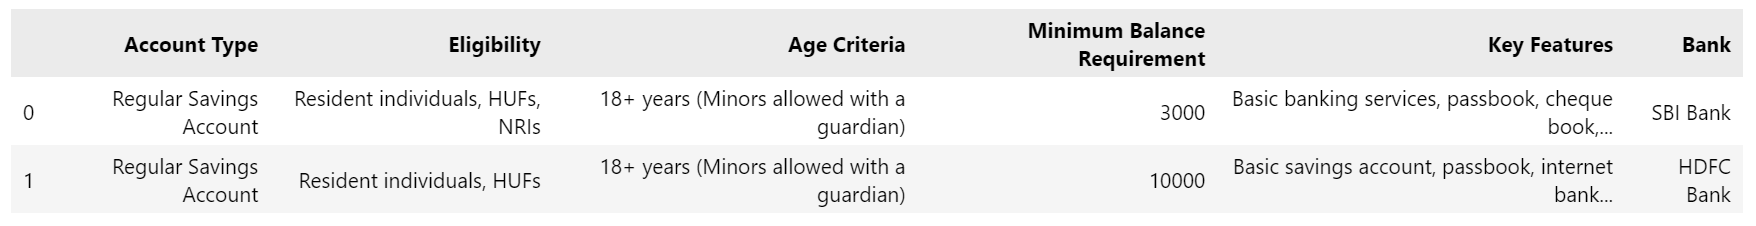 Account Type Eligibility Age Criteria Minimum Balance Requirement Key Features Bank
0 Regular Savings Account Resident individuals, HUFs, NRIs 18+ years (Minors allowed with a guardian) 3000 Basic banking services, passbook, cheque book,... SBI Bank
1 Regular Savings Account Resident individuals, HUFs 18+ years (Minors allowed with a guardian) 10000 Basic savings account, passbook, internet bank... HDFC Bank